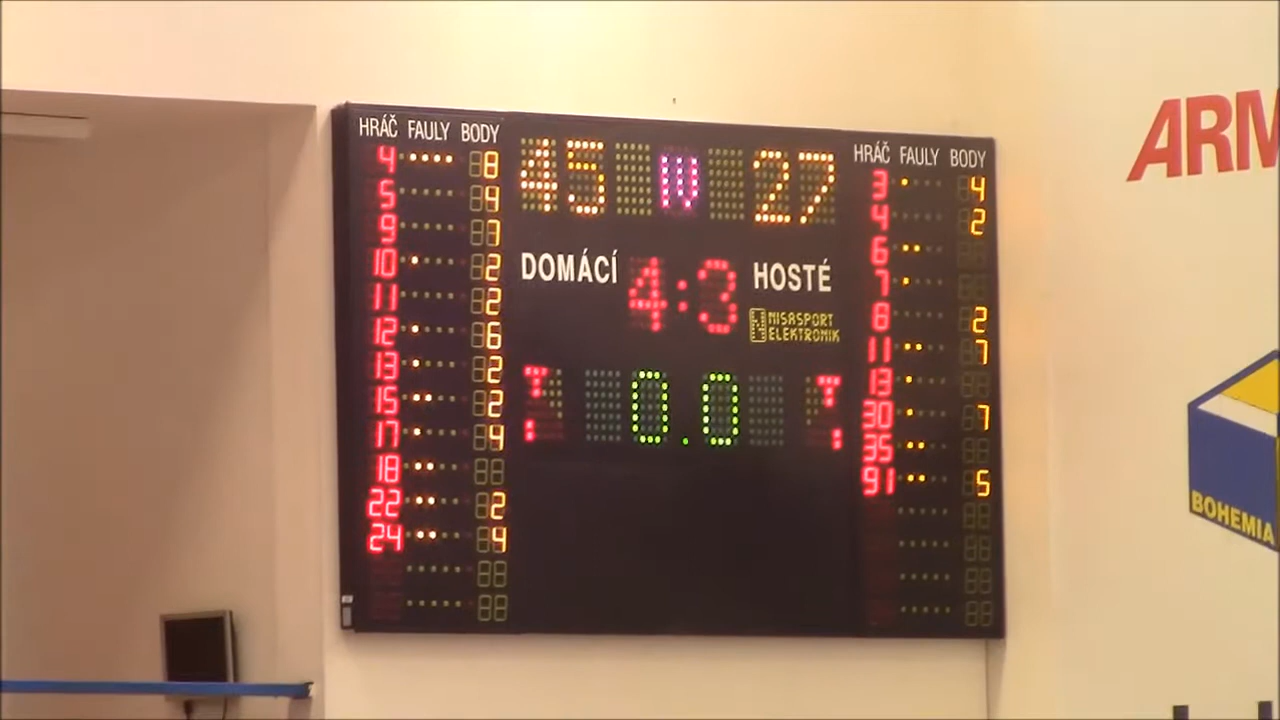 HRÁČ FAULY BODY
4 8
5 4
9 7
10 2
11 2
12 6
13 2
15 2
17 4
18
22 2
24 4
45 IV 27
DOMÁCÍ 4:3 HOSTÉ
NISASPORT
ELEKTRONIK
0.0
HRÁČ FAULY BODY
3 4
4 2
6
7
8 2
11 7
13
30 7
35
91 5
ARM
BOHEMIA